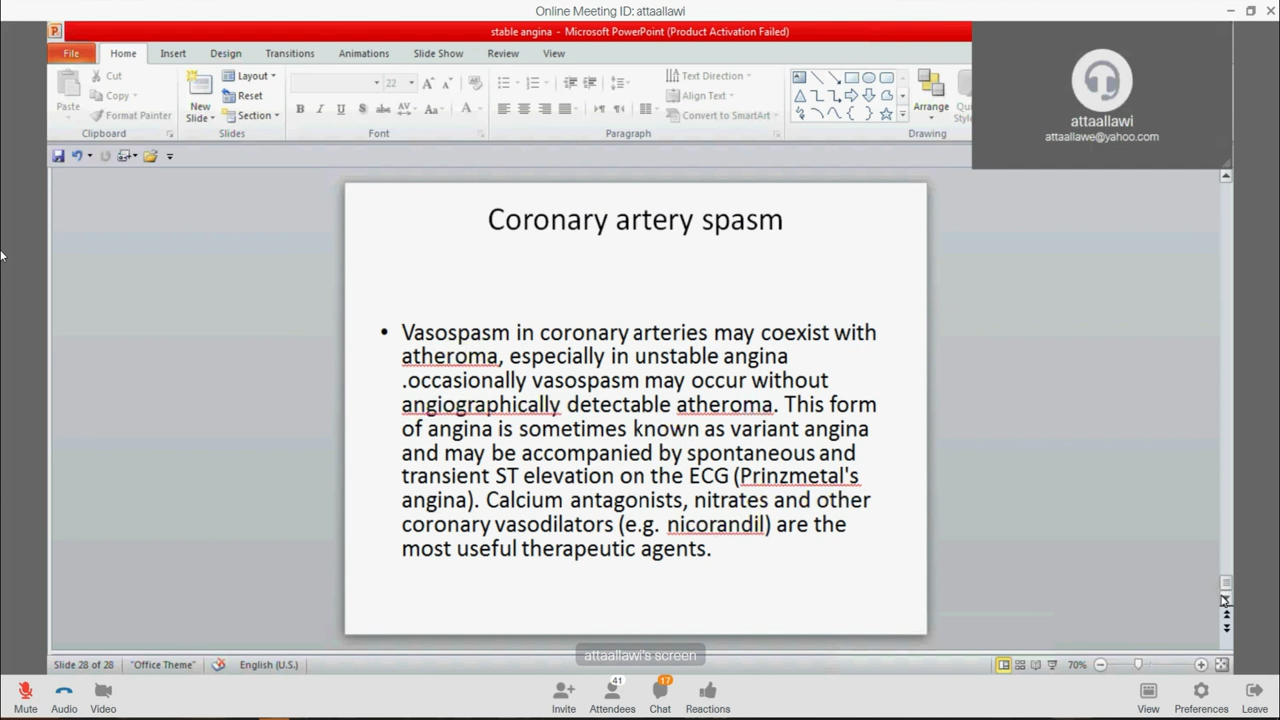 Online Meeting ID: attaallawi
stable angina - Microsoft PowerPoint (Product Activation Failed)
File Home Insert Design Transitions Animations Slide Show Review View
Cut
Copy
Format Painter
Paste
Clipboard
New
Slide
Layout
Reset
Section
Slides
22
Font
Text Direction
Align Text
Convert to SmartArt
Paragraph
Arrange
Drawing
attaallawi
attaallawe@yahoo.com
Coronary artery spasm
• Vasospasm in coronary arteries may coexist with
atheroma, especially in unstable angina
.occasionally vasospasm may occur without
angiographically detectable atheroma. This form
of angina is sometimes known as variant angina
and may be accompanied by spontaneous and
transient ST elevation on the ECG (Prinzmetal's
angina). Calcium antagonists, nitrates and other
coronary vasodilators (e.g. nicorandil) are the
most useful therapeutic agents.
attaallawi's screen
Slide 28 of 28 "Office Theme" English (U.S.) 70%
Mute Audio Video Invite Attendees 41 Chat 17 Reactions View Preferences Leave